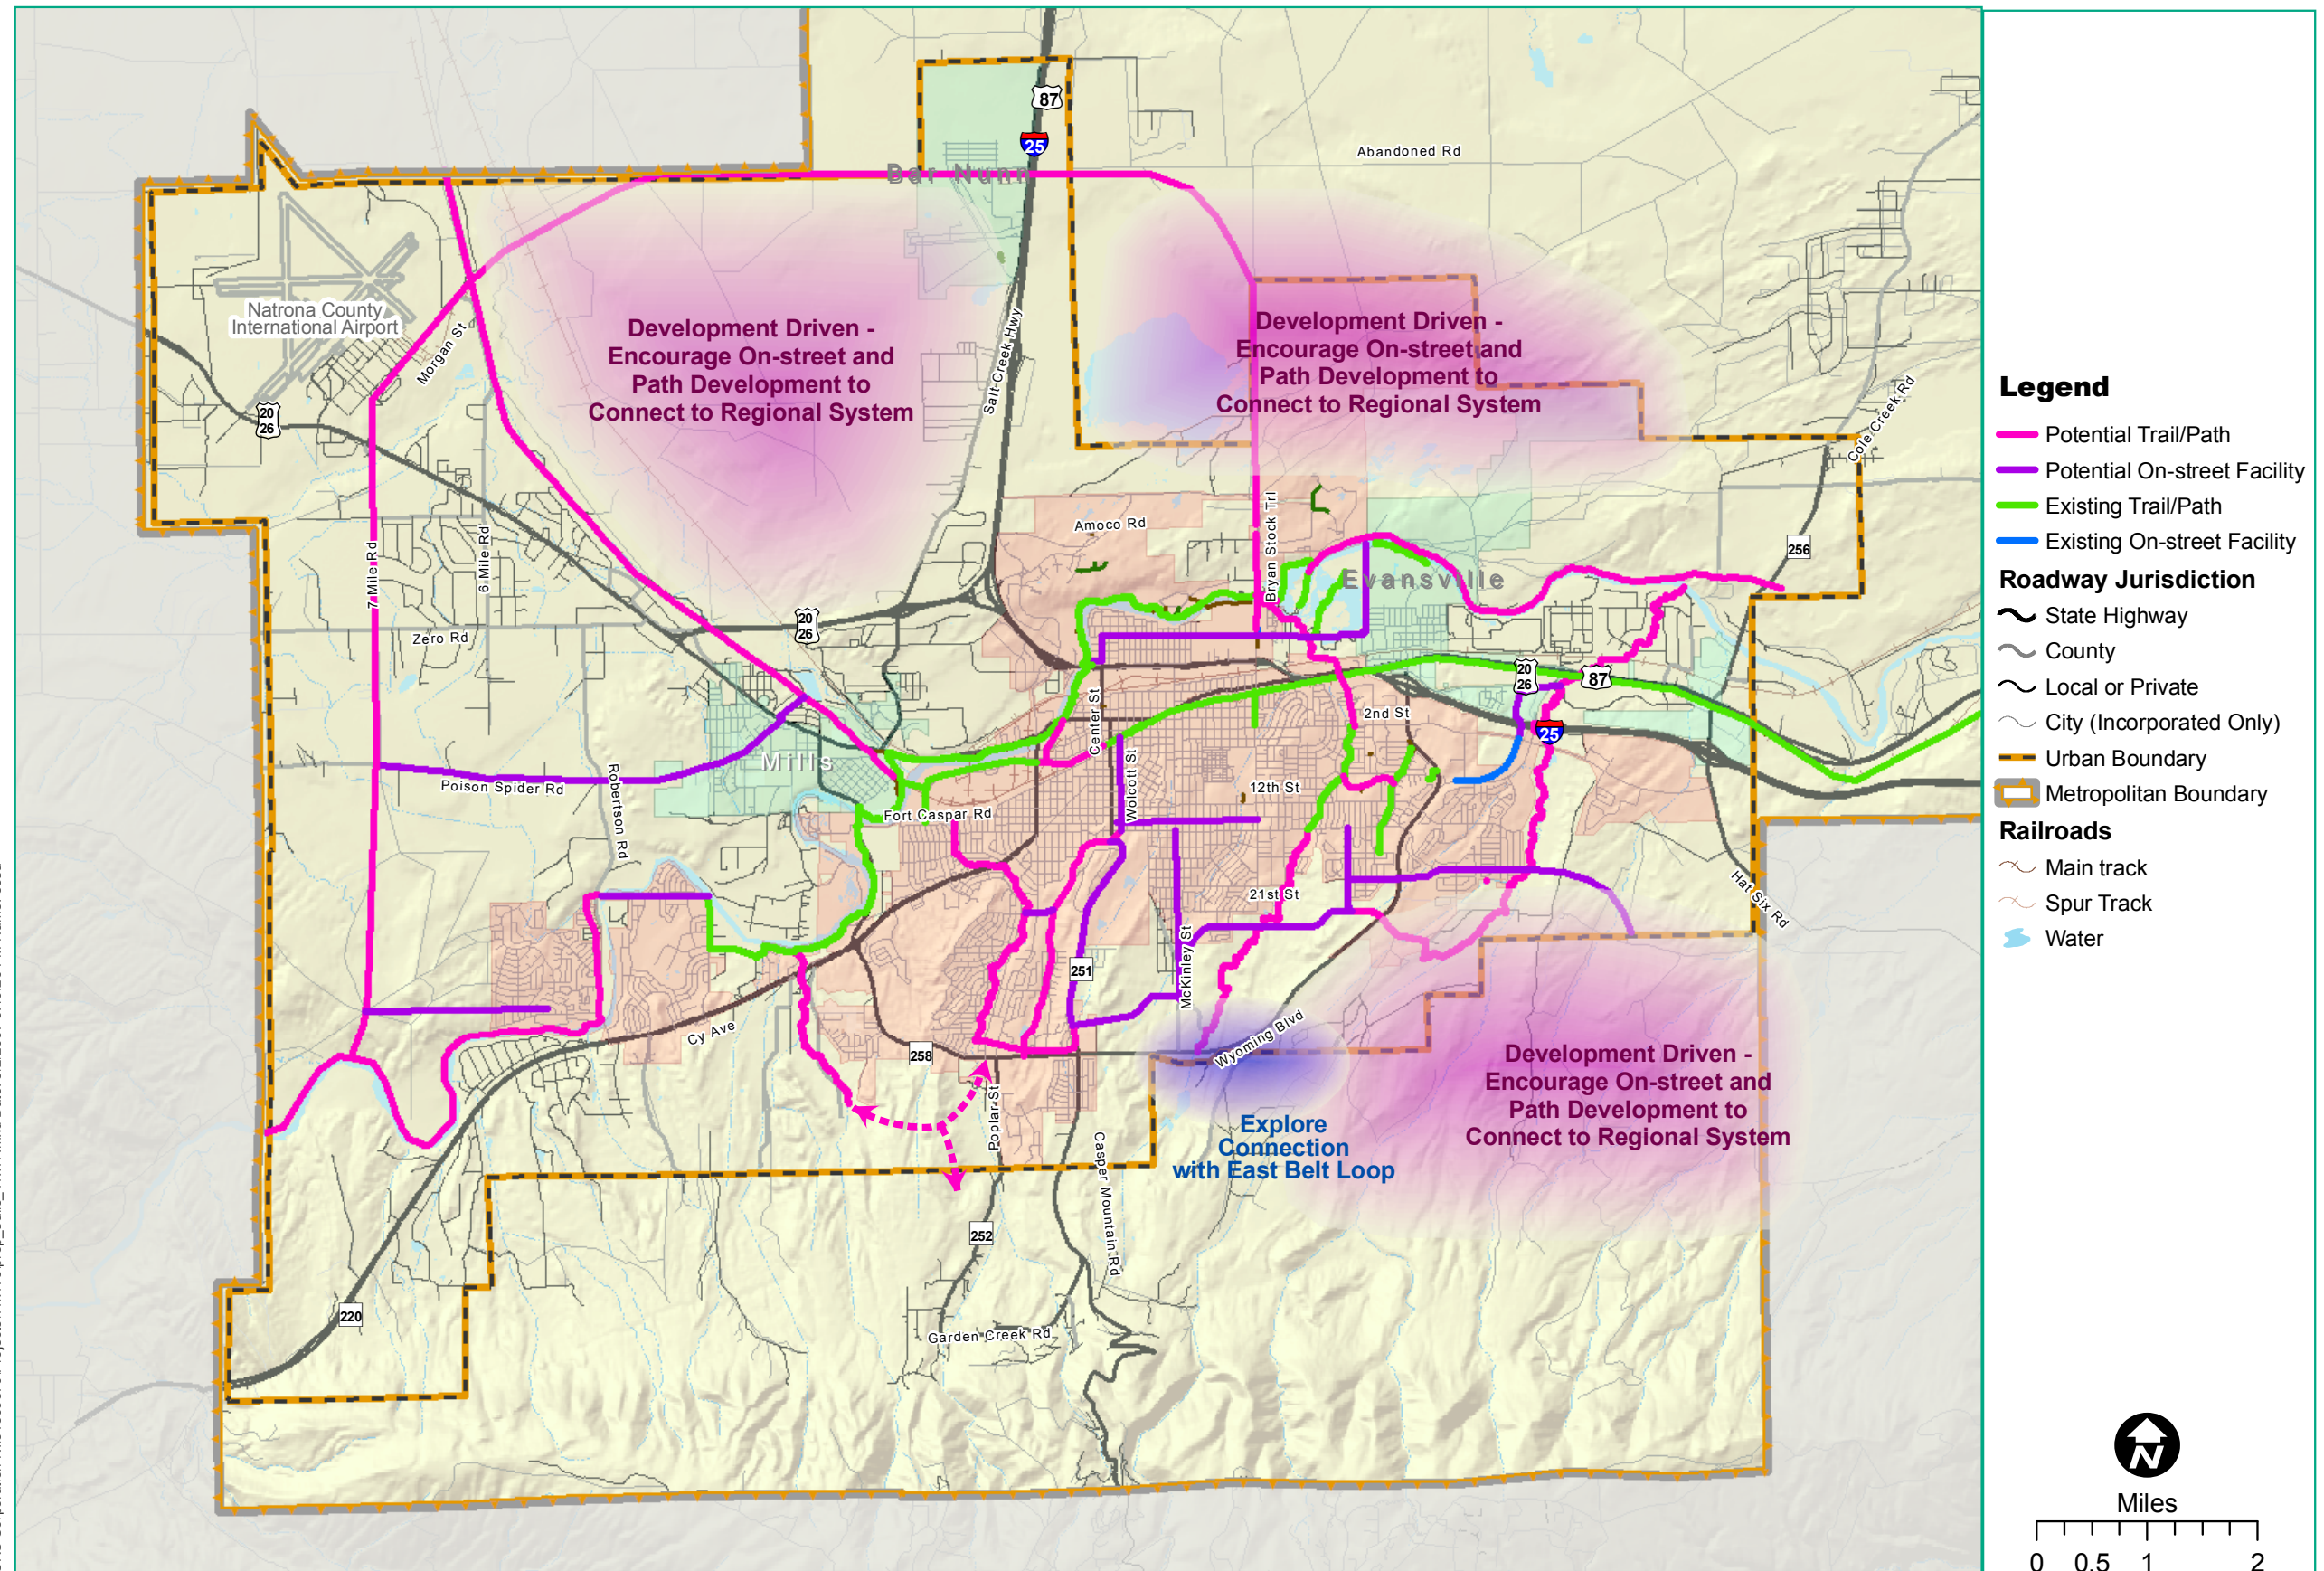 87
25
Abandoned Rd
Bar Nunn
Natrona County
International Airport
Morgan St
20
26
Development Driven -
Encourage On-street and
Path Development to
Connect to Regional System
Salt Creek Hwy
Development Driven -
Encourage On-street and
Path Development to
Connect to Regional System
Cole Creek Rd
Amoco Rd
Bryan Stock Trl
256
7 Mile Rd
6 Mile Rd
Evansville
Zero Rd
20
26
20
26
87
Center St
2nd St
25
Mills
Wolcott St
Poison Spider Rd
Robertson Rd
Fort Caspar Rd
12th St
21st St
Hat Six Rd
McKinley St
251
Cy Ave
258
Wyoming Blvd
Development Driven -
Encourage On-street and
Path Development to
Connect to Regional System
Poplar St
Explore
Connection
with East Belt Loop
Casper Mountain Rd
252
220
Garden Creek Rd
Legend
Potential Trail/Path
Potential On-street Facility
Existing Trail/Path
Existing On-street Facility
Roadway Jurisdiction
State Highway
County
Local or Private
City (Incorporated Only)
Urban Boundary
Metropolitan Boundary
Railroads
Main track
Spur Track
Water
N
Miles
0 0.5 1 2